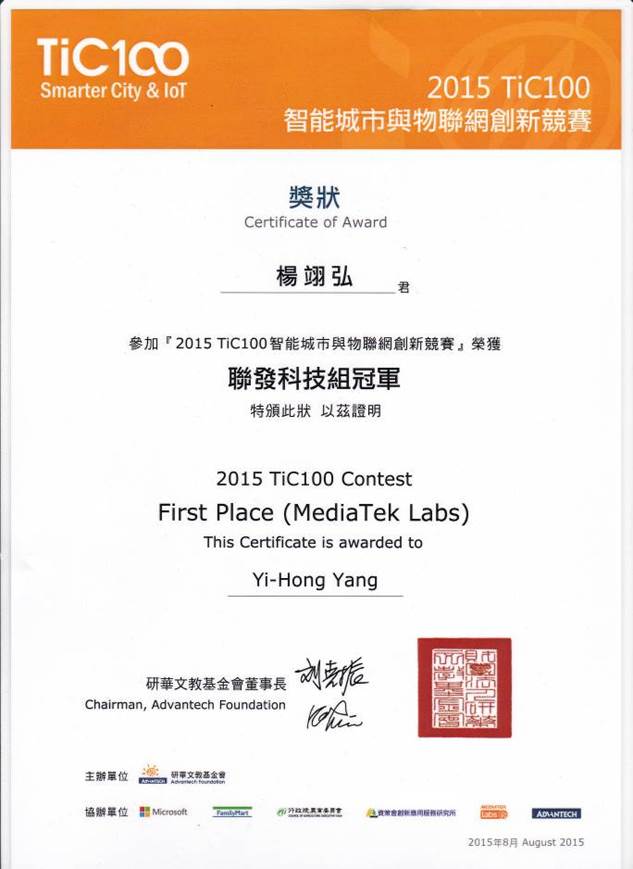 TiC100
Smarter City & IoT
2015 TiC100
智能城市與物聯網創新競賽
獎狀
Certificate of Award
楊翊弘 君
參加『2015 TiC100智能城市與物聯網創新競賽』榮獲
聯發科技組冠軍
特頒此狀 以茲證明
2015 TiC100 Contest
First Place (MediaTek Labs)
This Certificate is awarded to
Yi-Hong Yang
研華文教基金會董事長
Chairman, Advantech Foundation
主辦單位 ADVANTECH 研華文教基金會
Advantech Foundation
協辦單位 Microsoft FamilyMart 行政院農業委員會 資策會創新應用服務研究所 MEDIATEK Labs ADVANTECH
COUNCIL OF AGRICULTURE, EXECUTIVE YUAN
2015年8月 August 2015